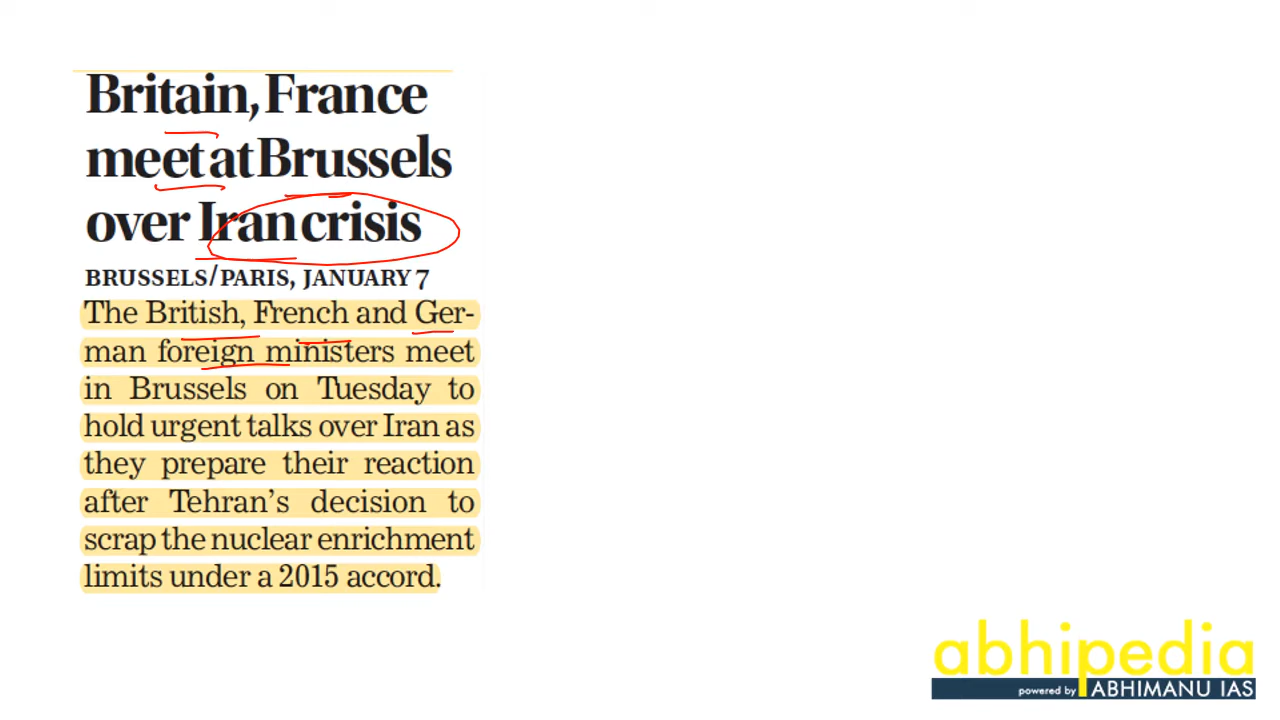 Britain, France
meet at Brussels
over Iran crisis
BRUSSELS/PARIS, JANUARY 7
The British, French and Ger-
man foreign ministers meet
in Brussels on Tuesday to
hold urgent talks over Iran as
they prepare their reaction
after Tehran's decision to
scrap the nuclear enrichment
limits under a 2015 accord.
abhipedia
powered by ABHIMANU IAS